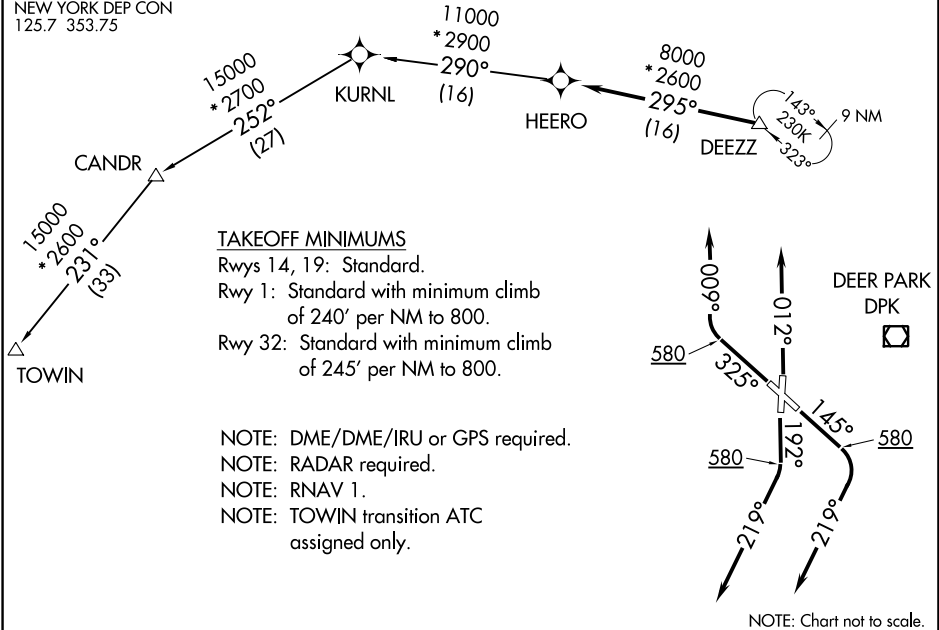 NEW YORK DEP CON
125.7 353.75
11000
*2900
290°
(16)
KURNL
8000
*2600
295°
(16)
HEERO
DEEZZ
143°
230K
323°
9 NM
15000
*2700
252°
(27)
CANDR
15000
*2600
231°
(33)
TOWIN
TAKEOFF MINIMUMS
Rwys 14, 19: Standard.
Rwy 1: Standard with minimum climb
of 240' per NM to 800.
Rwy 32: Standard with minimum climb
of 245' per NM to 800.
NOTE: DME/DME/IRU or GPS required.
NOTE: RADAR required.
NOTE: RNAV 1.
NOTE: TOWIN transition ATC
assigned only.
009°
012°
DEER PARK
DPK
580
325°
145°
580
192°
580
219°
219°
NOTE: Chart not to scale.